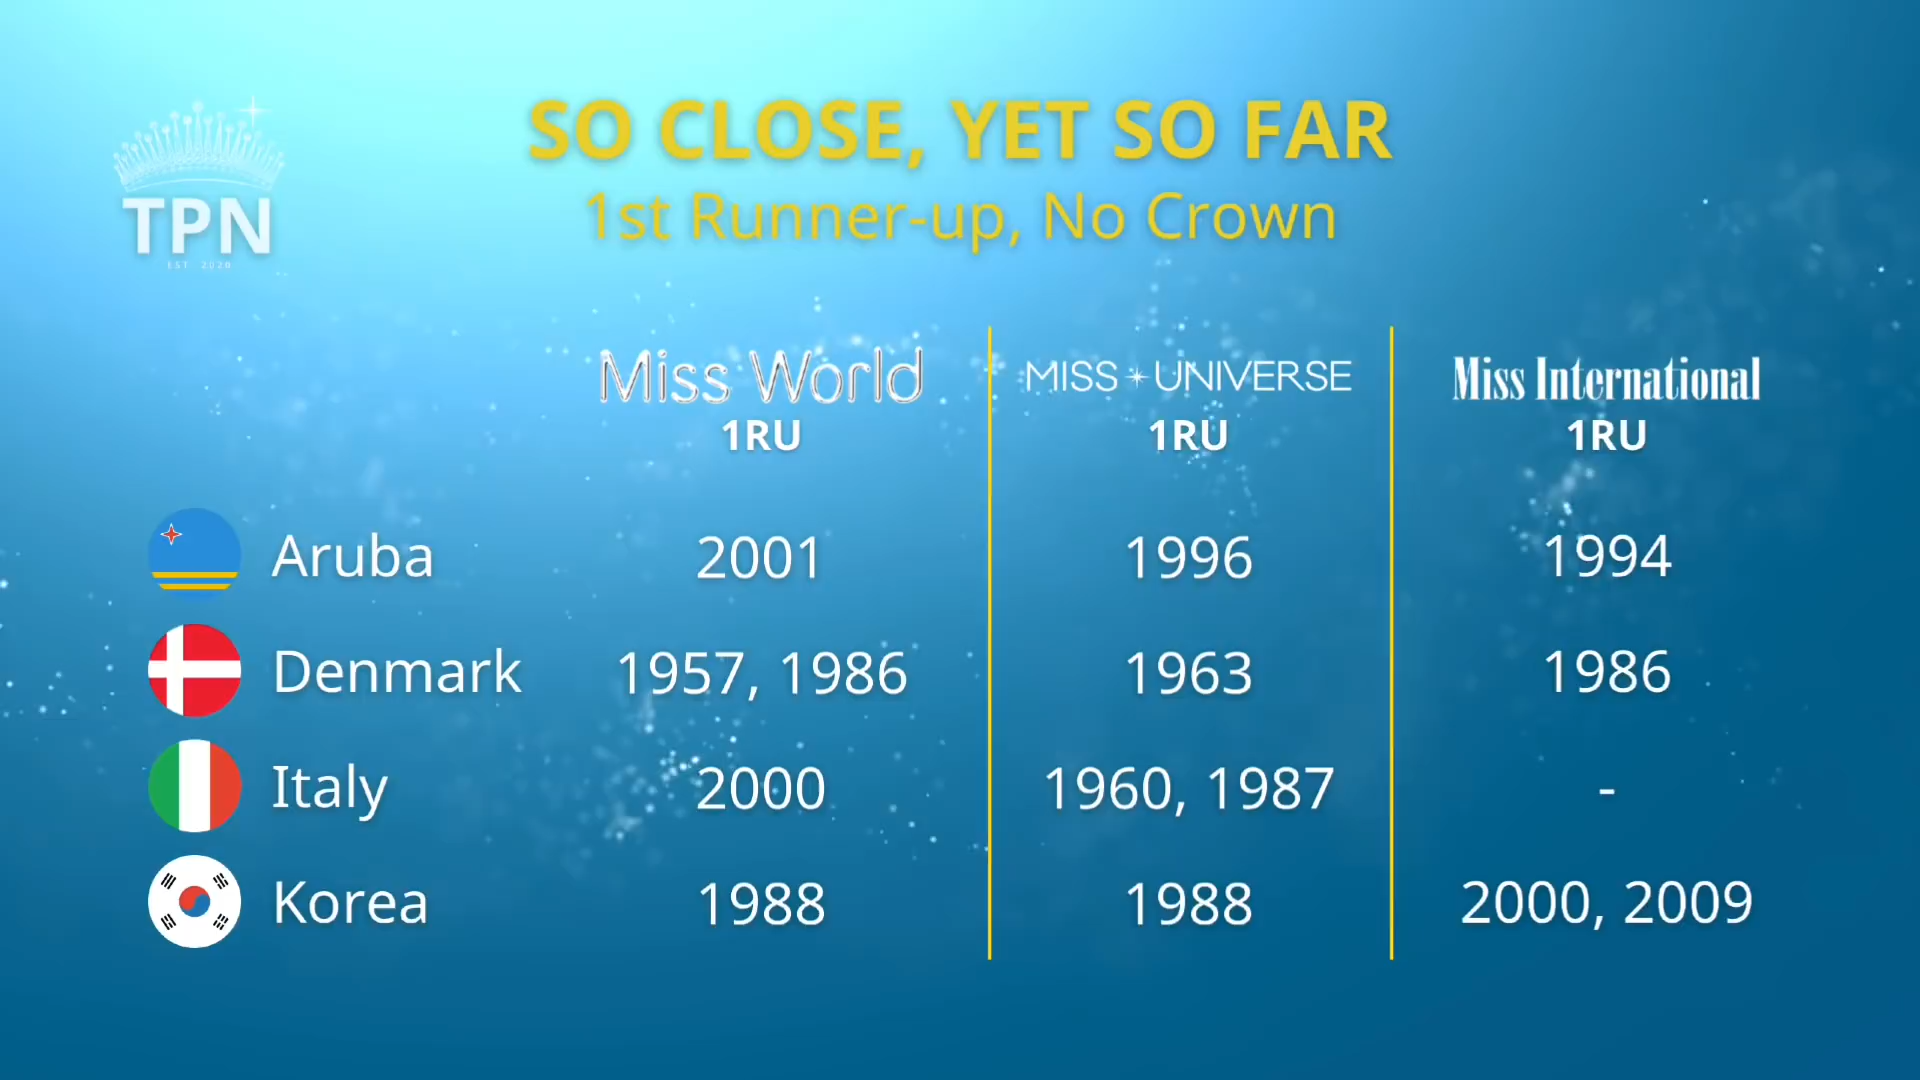 SO CLOSE, YET SO FAR
1st Runner-up, No Crown
TPN
EST 2020
Miss World MISS UNIVERSE Miss International
1RU 1RU 1RU
Aruba 2001 1996 1994
Denmark 1957, 1986 1963 1986
Italy 2000 1960, 1987 -
Korea 1988 1988 2000, 2009